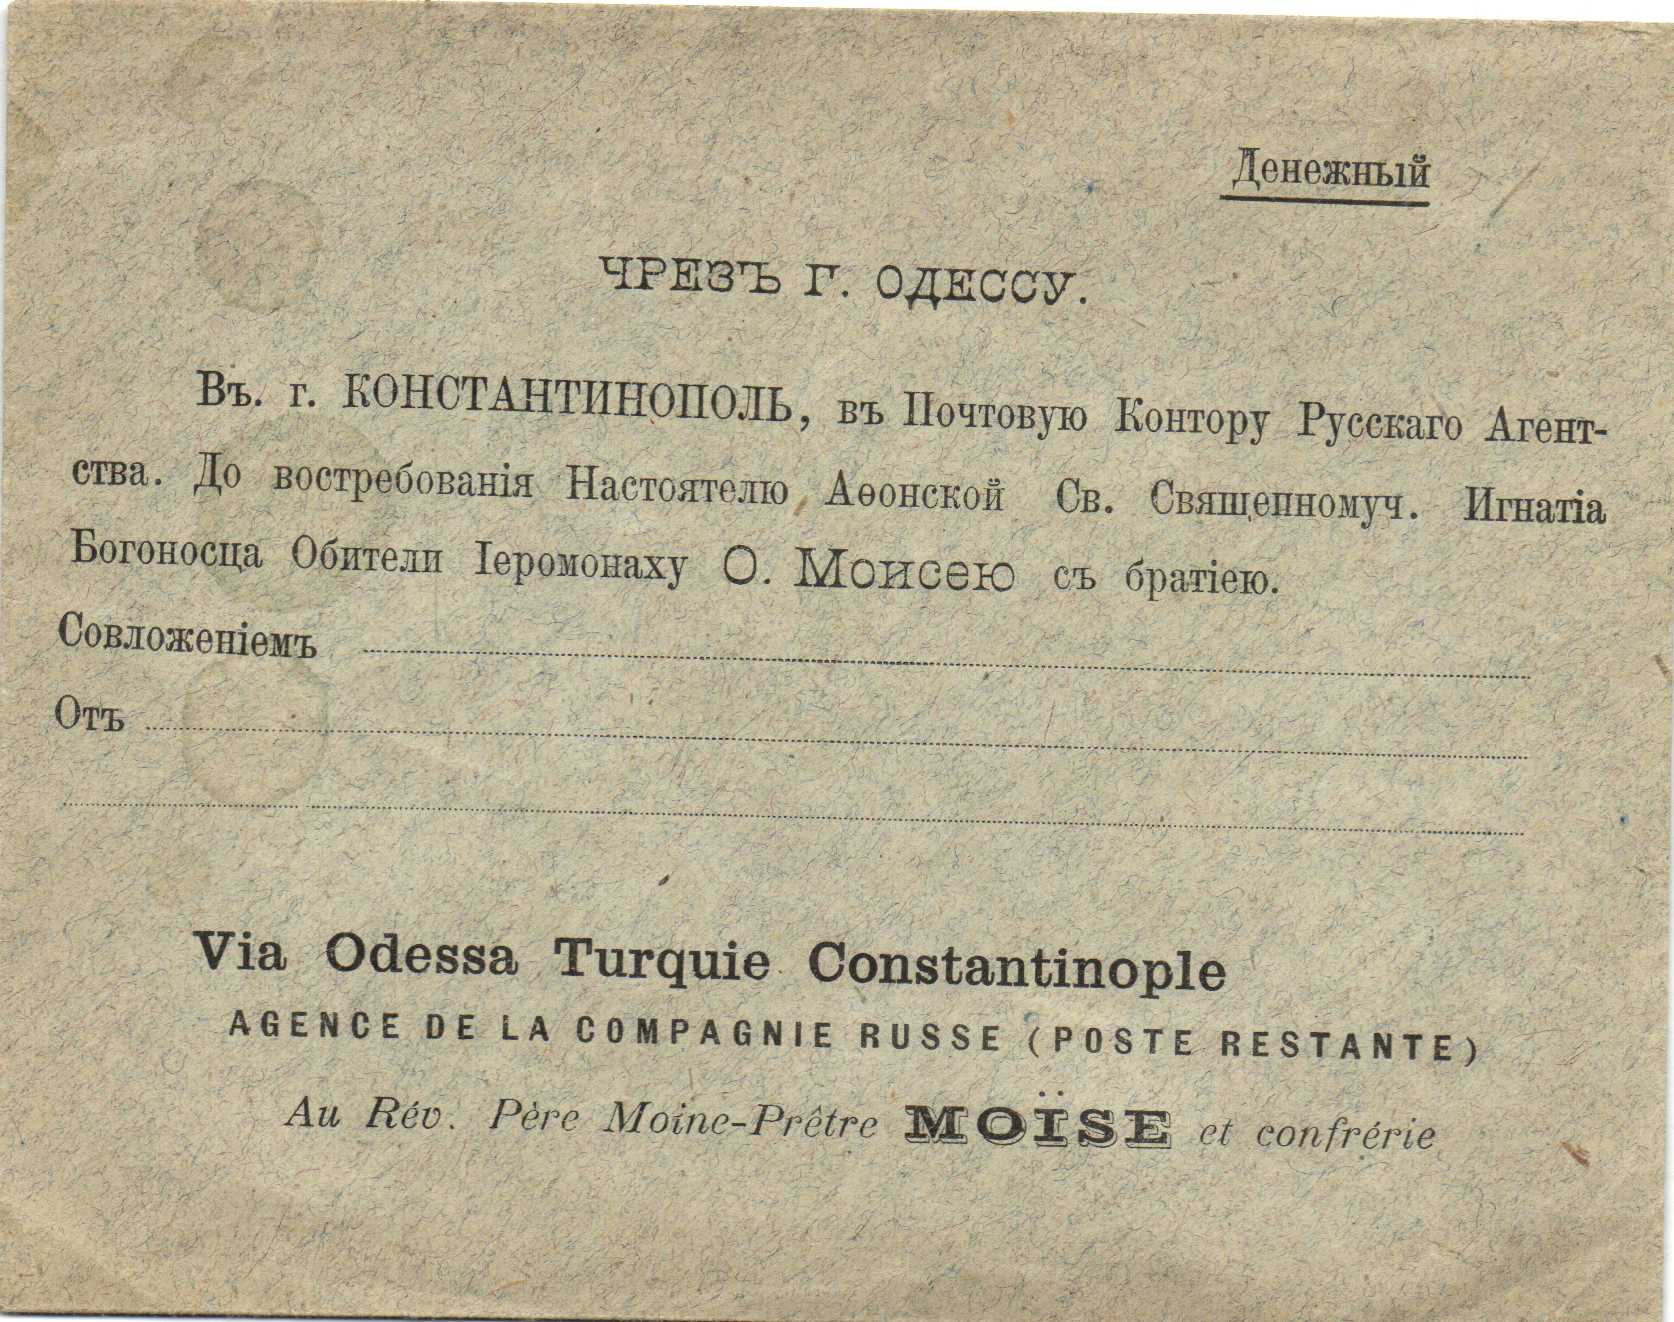 Денежный
ЧРЕЗЪ Г. ОДЕССУ.
Въ. г. КОНСТАНТИНОПОЛЬ, въ Почтовую Контору Русскаго Агент-
ства. До востребованія Настоятелю Аѳонской Св. Священномуч. Игнатія
Богоносца Обители Іеромонаху О. Моисею съ братіею.
Совложеніемъ
Отъ
Via Odessa Turquie Constantinople
AGENCE DE LA COMPAGNIE RUSSE (POSTE RESTANTE)
Au Rév. Père Moine-Prêtre MOÏSE et confrérie